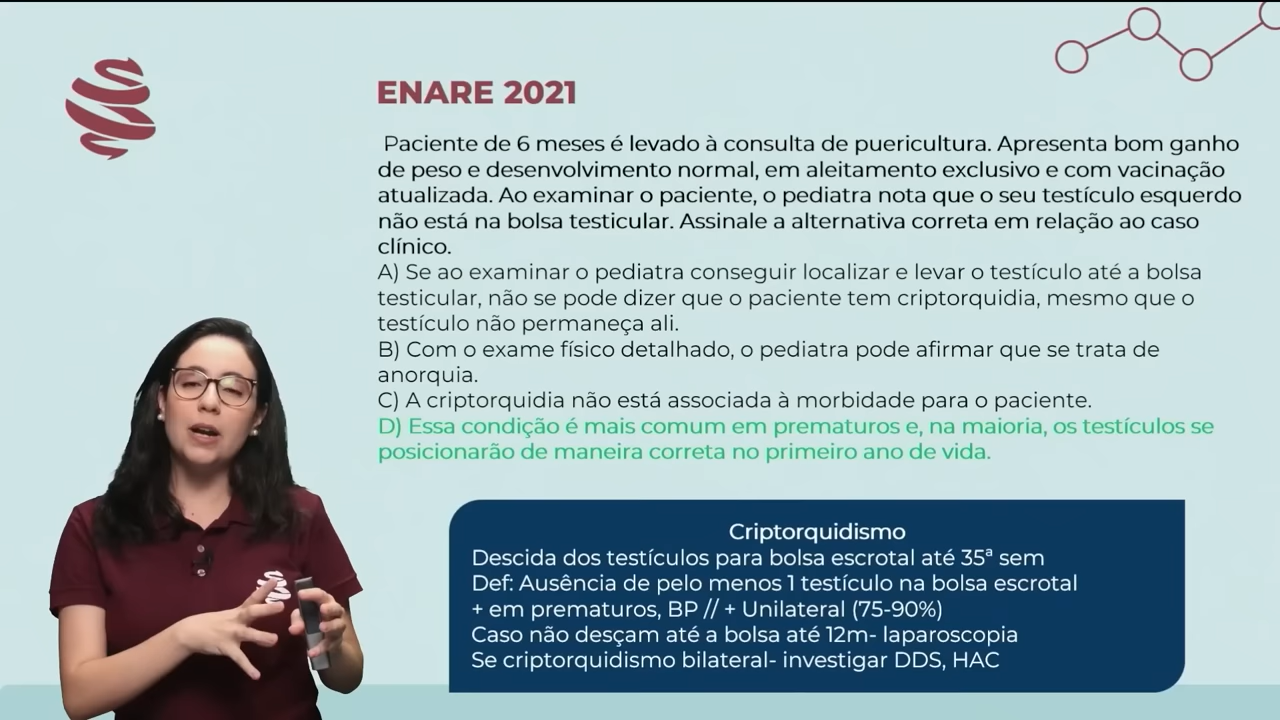 ENARE 2021
Paciente de 6 meses é levado à consulta de puericultura. Apresenta bom ganho
de peso e desenvolvimento normal, em aleitamento exclusivo e com vacinação
atualizada. Ao examinar o paciente, o pediatra nota que o seu testículo esquerdo
não está na bolsa testicular. Assinale a alternativa correta em relação ao caso
clínico.
A) Se ao examinar o pediatra conseguir localizar e levar o testículo até a bolsa
testicular, não se pode dizer que o paciente tem criptorquidia, mesmo que o
testículo não permaneça ali.
B) Com o exame físico detalhado, o pediatra pode afirmar que se trata de
anorquia.
C) A criptorquidia não está associada à morbidade para o paciente.
D) Essa condição é mais comum em prematuros e, na maioria, os testículos se
posicionarão de maneira correta no primeiro ano de vida.
Criptorquidismo
Descida dos testículos para bolsa escrotal até 35ª sem
Def: Ausência de pelo menos 1 testículo na bolsa escrotal
+ em prematuros, BP // + Unilateral (75-90%)
Caso não desçam até a bolsa até 12m- laparoscopia
Se criptorquidismo bilateral- investigar DDS, HAC